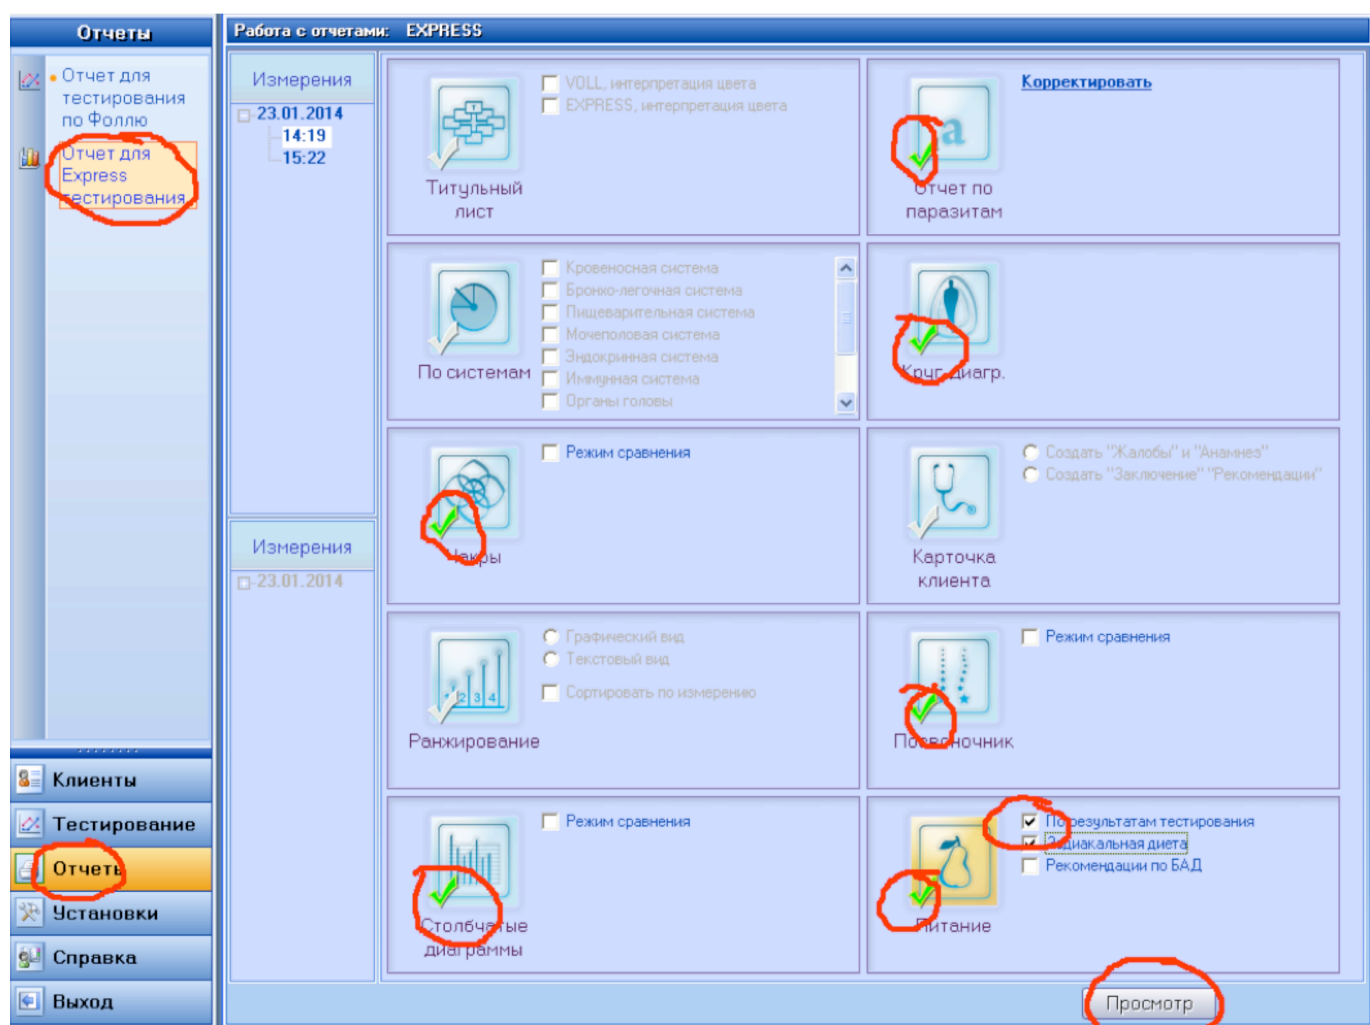 Отчеты
Работа с отчетами: EXPRESS
Отчет для
тестирования
по Фоллю
Отчет для
Express
тестирования
Клиенты
Тестирование
Отчеты
Установки
Справка
Выход
Измерения
23.01.2014
14:19
15:22
Измерения
23.01.2014
Титульный
лист
VOLL, интерпретация цвета
EXPRESS, интерпретация цвета
a
Отчет по
паразитам
Корректировать
По системам
Кровеносная система
Бронхо-легочная система
Пищеварительная система
Мочеполовая система
Эндокринная система
Иммунная система
Органы головы
Круг.диагр.
Чакры
Режим сравнения
Карточка
клиента
Создать "Жалобы" и "Анамнез"
Создать "Заключение" "Рекомендации"
1 2 3 4
Ранжирование
Графический вид
Текстовый вид
Сортировать по измерению
Позвоночник
Режим сравнения
Столбчатые
диаграммы
Режим сравнения
Питание
По результатам тестирования
Зодиакальная диета
Рекомендации по БАД
Просмотр